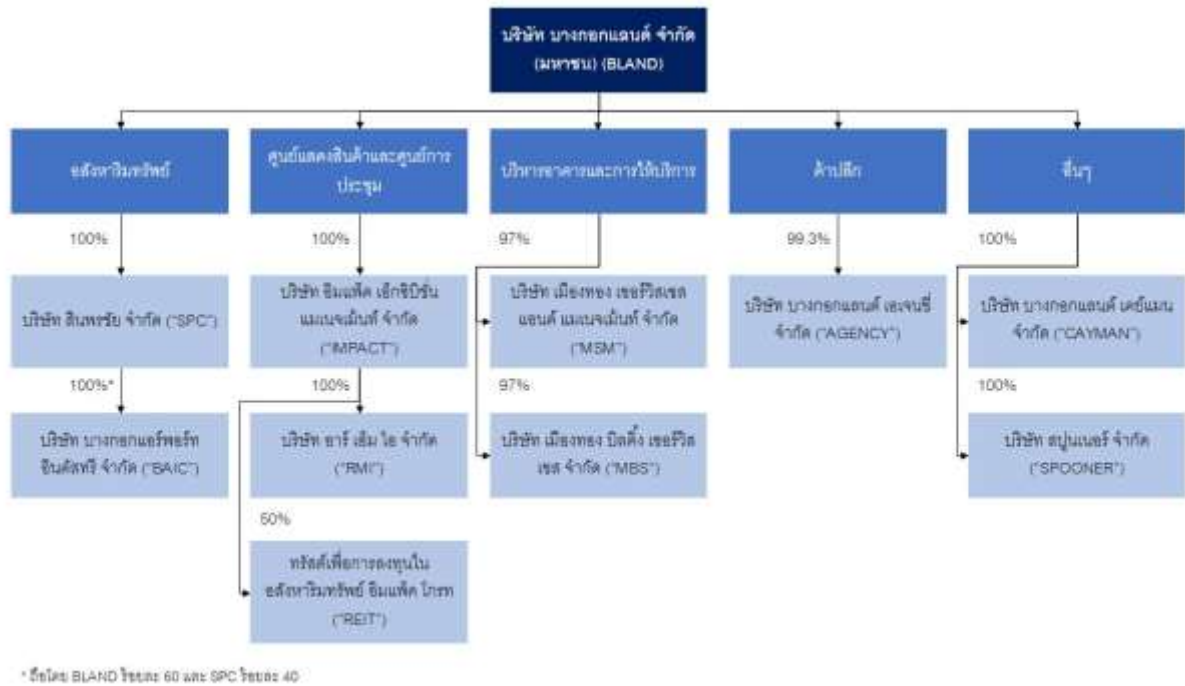 บริษัท บางกอกแลนด์ จำกัด
(มหาชน) (BLAND)
อสังหาริมทรัพย์
ศูนย์แสดงสินค้าและศูนย์การ
ประชุม
บริหารอาคารและการให้บริการ
ค้าปลีก
อื่นๆ
100%
100%
97%
99.3%
100%
บริษัท สินพรชัย จำกัด ("SPC")
บริษัท อิมแพ็ค เอ็กซิบิชั่น
แมเนจเม้นท์ จำกัด
("IMPACT")
บริษัท เมืองทอง เซอร์วิสเซส
แอนด์ แมเนจเม้นท์ จำกัด
("MSM")
บริษัท บางกอกแลนด์ เอเจนซี่
จำกัด ("AGENCY")
บริษัท บางกอกแลนด์ เคย์แมน
จำกัด ("CAYMAN")
100%*
100%
97%
100%
บริษัท บางกอกแอร์พอร์ท
อินดัสทรี จำกัด ("BAIC")
บริษัท อาร์ เอ็ม ไอ จำกัด
("RMI")
บริษัท เมืองทอง บิลดิ้ง เซอร์วิส
เซส จำกัด ("MBS")
บริษัท สปูนเนอร์ จำกัด
("SPOONER")
50%
ทรัสต์เพื่อการลงทุนใน
อสังหาริมทรัพย์ อิมแพ็ค โกรท
("REIT")
* ถือโดย BLAND ร้อยละ 60 และ SPC ร้อยละ 40